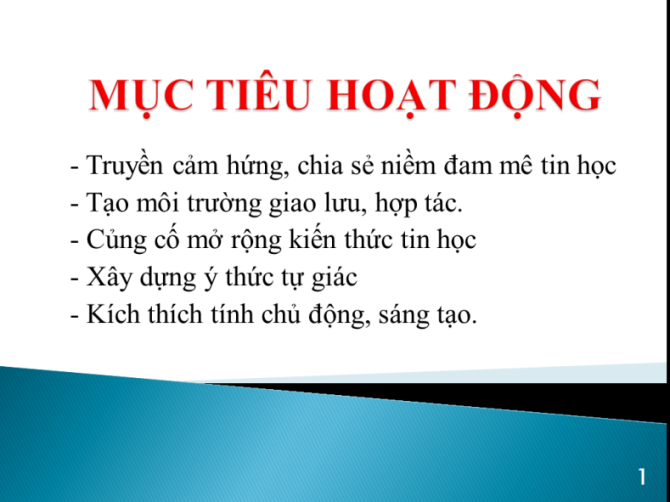 MỤC TIÊU HOẠT ĐỘNG
- Truyền cảm hứng, chia sẻ niềm đam mê tin học
- Tạo môi trường giao lưu, hợp tác.
- Củng cố mở rộng kiến thức tin học
- Xây dựng ý thức tự giác
- Kích thích tính chủ động, sáng tạo.
1